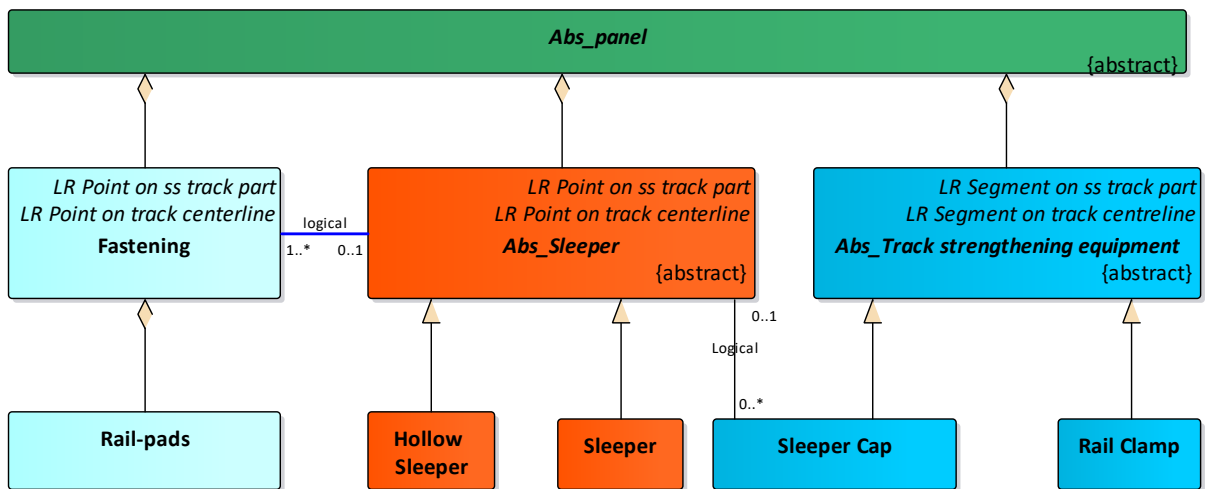 Abs_panel
{abstract}
LR Point on ss track part
LR Point on track centerline
Fastening
logical
1..*
0..1
LR Point on ss track part
LR Point on track centerline
Abs_Sleeper
{abstract}
LR Segment on ss track part
LR Segment on track centreline
Abs_Track strengthening equipment
{abstract}
0..1
Logical
0..*
Rail-pads
Hollow
Sleeper
Sleeper
Sleeper Cap
Rail Clamp